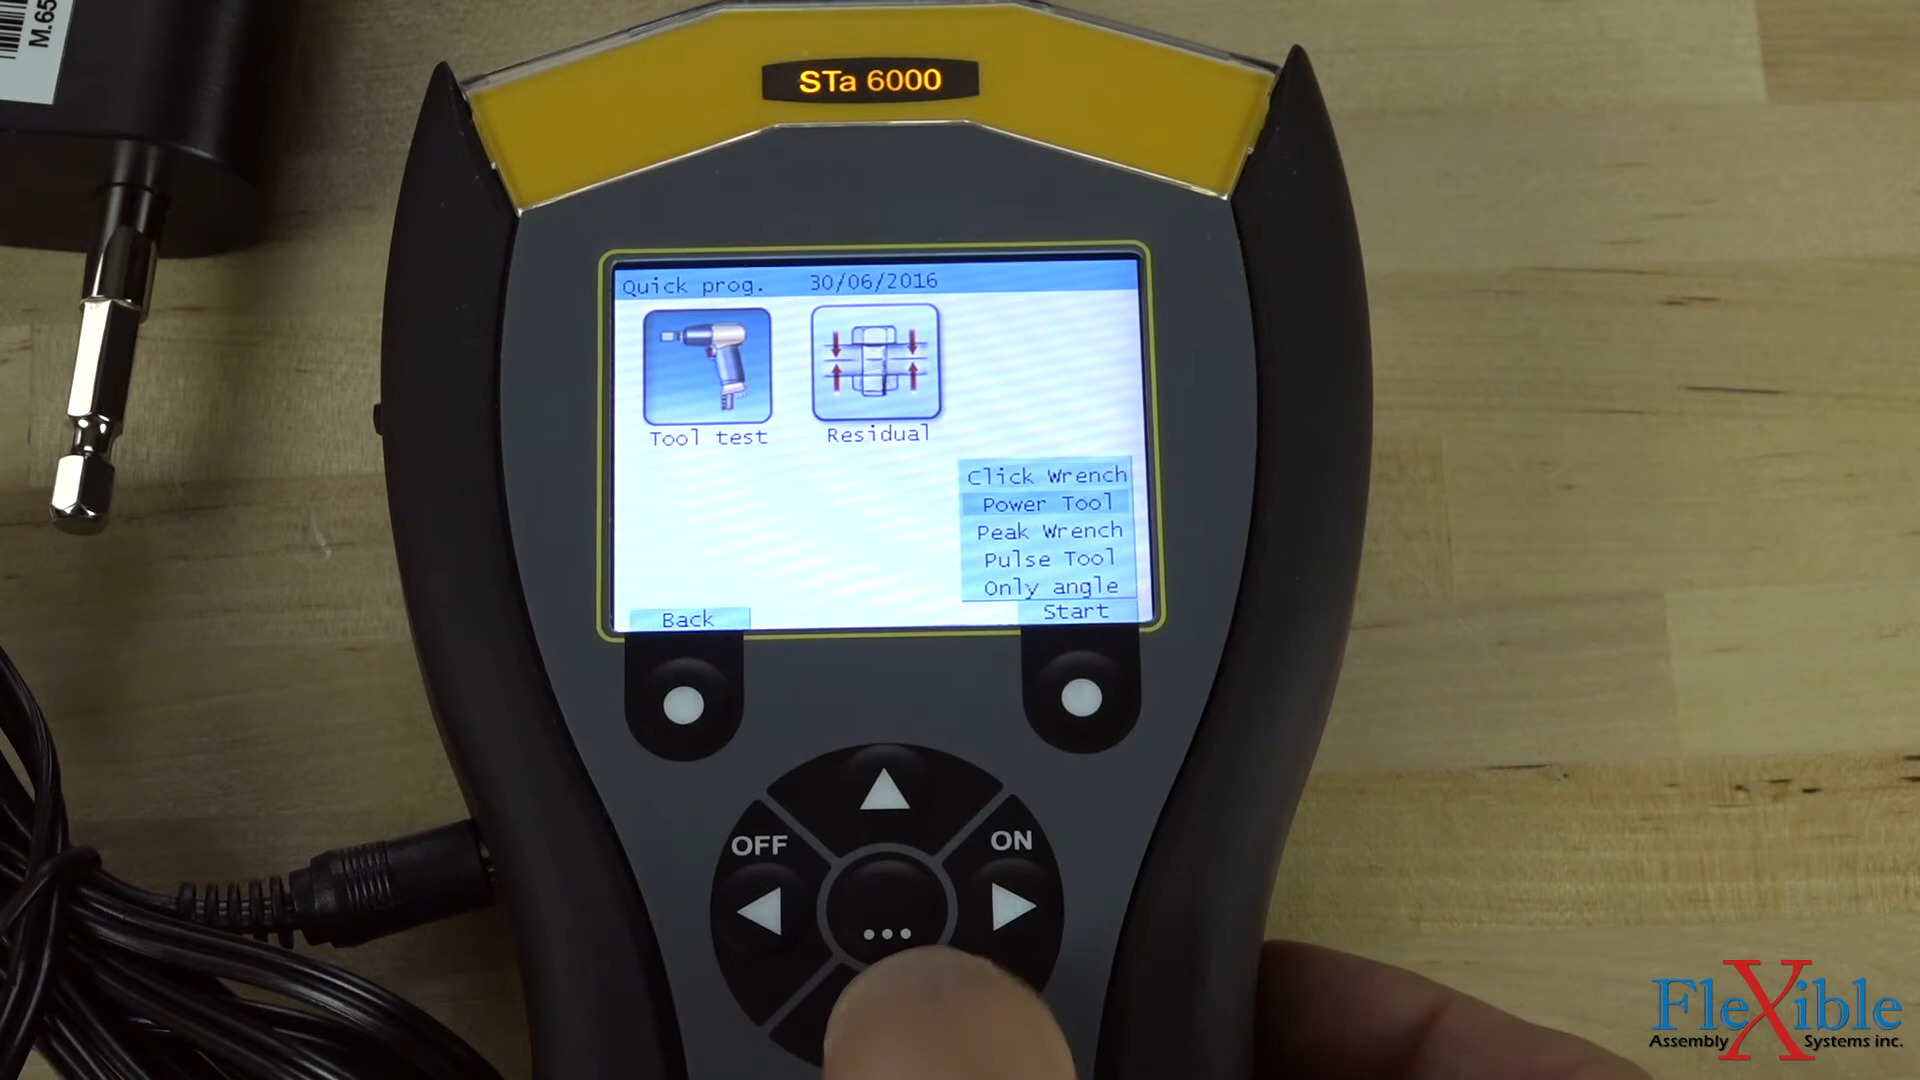 M.65
STa 6000
Quick prog. 30/06/2016
Tool test
Residual
Click Wrench
Power Tool
Peak Wrench
Pulse Tool
Only angle
Back
Start
OFF
ON
...
FleXible
Assembly Systems inc.